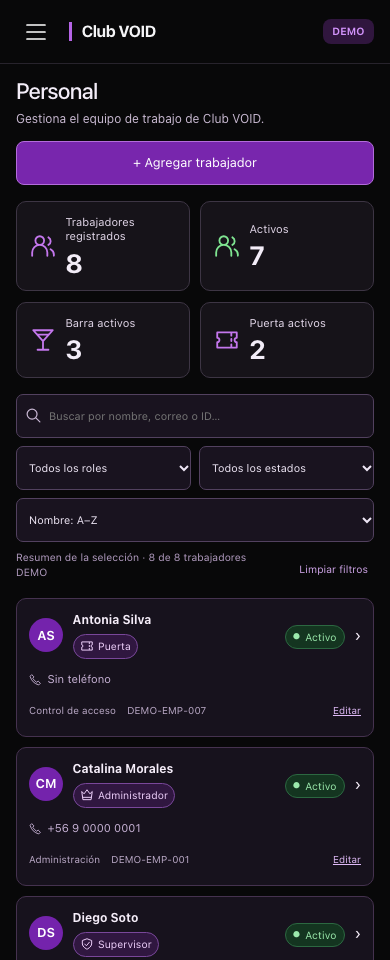 Club VOID
DEMO
Personal
Gestiona el equipo de trabajo de Club VOID.
+ Agregar trabajador
Trabajadores
registrados
8
Activos
7
Barra activos
3
Puerta activos
2
Buscar por nombre, correo o ID...
Todos los roles
Todos los estados
Nombre: A–Z
Resumen de la selección · 8 de 8 trabajadores
DEMO
Limpiar filtros
AS
Antonia Silva
Puerta
Activo
Sin teléfono
Control de acceso DEMO-EMP-007
Editar
CM
Catalina Morales
Administrador
Activo
+56 9 0000 0001
Administración DEMO-EMP-001
Editar
DS
Diego Soto
Supervisor
Activo